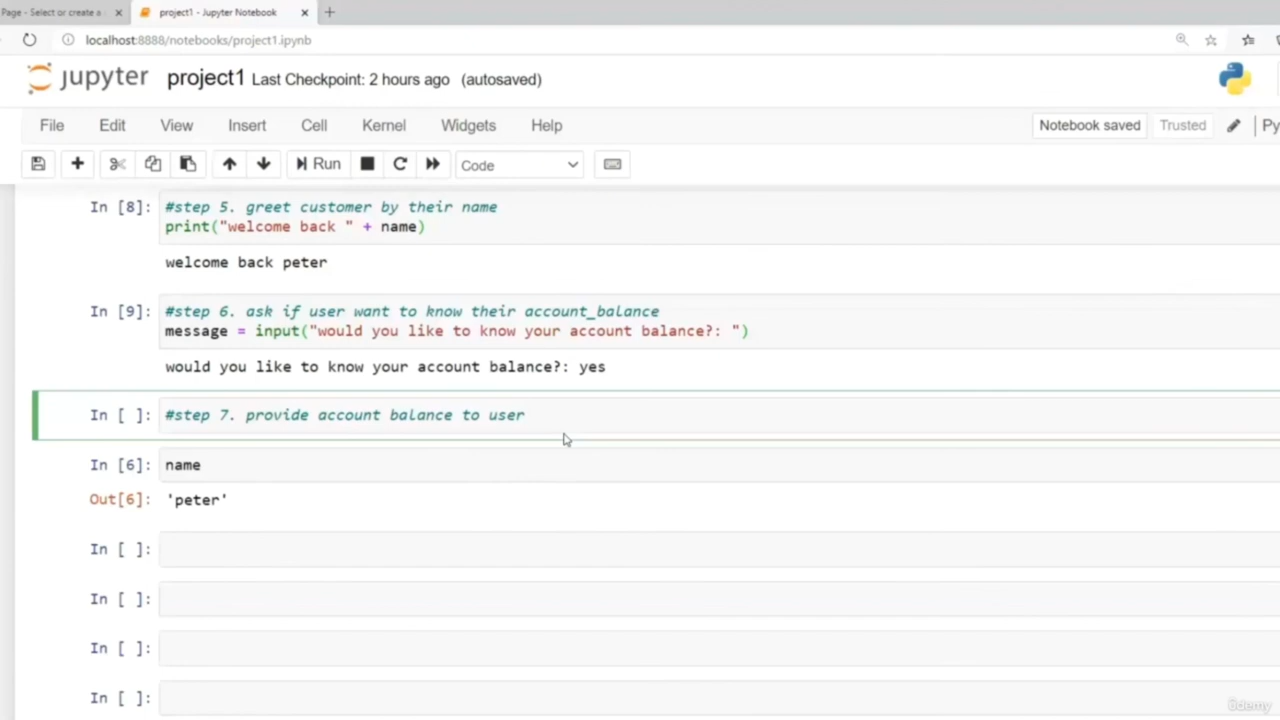 Page - Select or create a
project1 - Jupyter Notebook
localhost:8888/notebooks/project1.ipynb
jupyter project1 Last Checkpoint: 2 hours ago (autosaved)
File Edit View Insert Cell Kernel Widgets Help Notebook saved Trusted Py
Run Code
In [8]: #step 5. greet customer by their name
print("welcome back " + name)
welcome back peter
In [9]: #step 6. ask if user want to know their account_balance
message = input("would you like to know your account balance?: ")
would you like to know your account balance?: yes
In [ ]: #step 7. provide account balance to user
In [6]: name
Out[6]: 'peter'
In [ ]:
In [ ]:
In [ ]:
In [ ]:
ûdemy